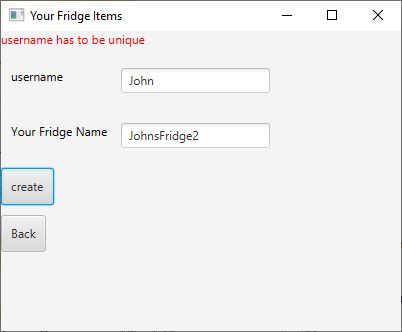 Your Fridge Items
username has to be unique
username John
Your Fridge Name JohnsFridge2
create
Back